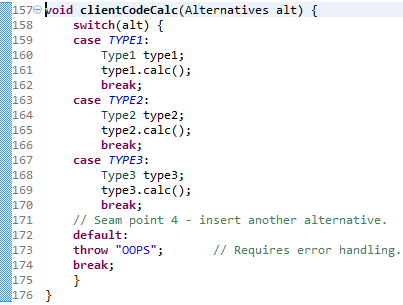 157 void clientCodeCalc(Alternatives alt) {
158     switch(alt) {
159     case TYPE1:
160         Type1 type1;
161         type1.calc();
162         break;
163     case TYPE2:
164         Type2 type2;
165         type2.calc();
166         break;
167     case TYPE3:
168         Type3 type3;
169         type3.calc();
170         break;
171     // Seam point 4 - insert another alternative.
172     default:
173     throw "OOPS";       // Requires error handling.
174     break;
175     }
176 }